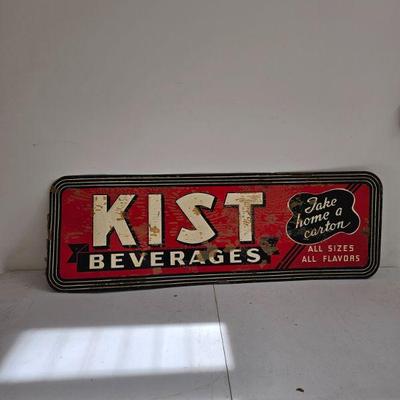 KIST
BEVERAGES
Take
home a
carton
ALL SIZES
ALL FLAVORS